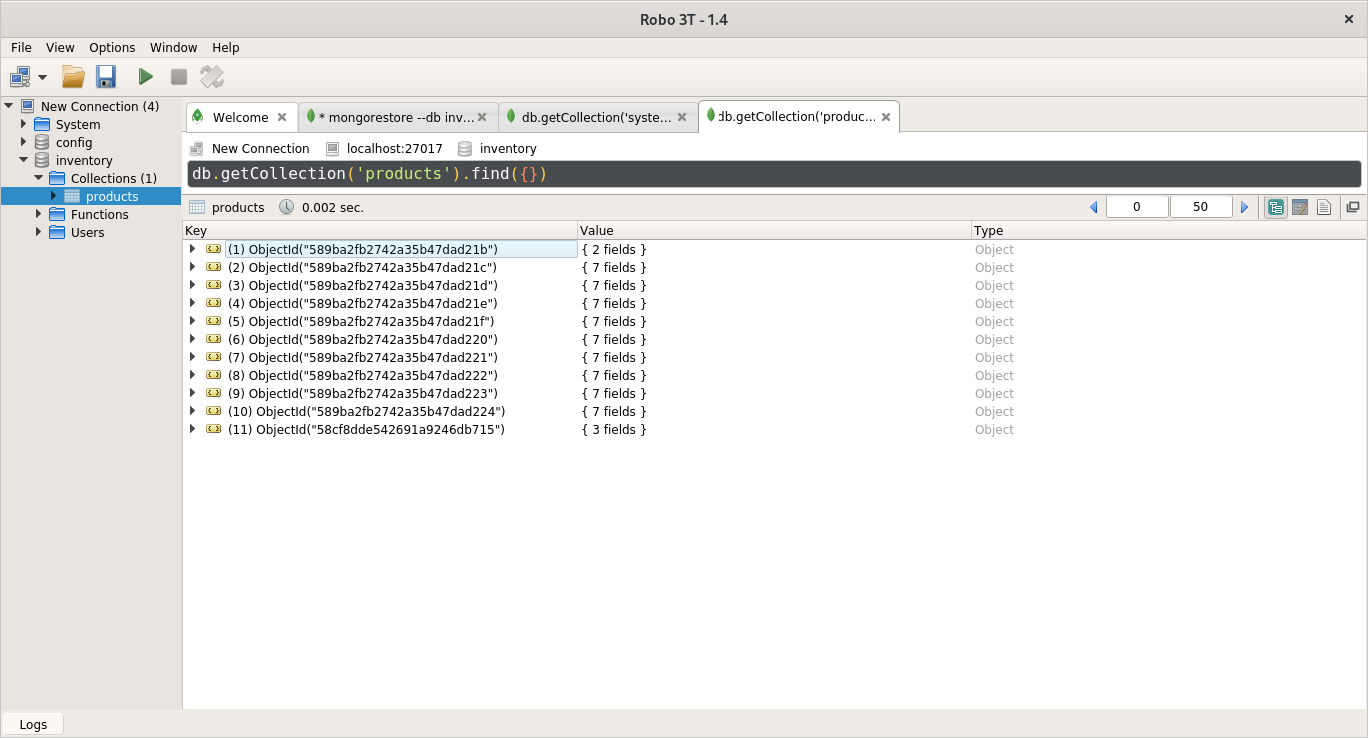 Robo 3T - 1.4
File View Options Window Help
New Connection (4)
System
config
inventory
Collections (1)
products
Functions
Users
Welcome
* mongorestore --db inv...
db.getCollection('syste...
db.getCollection('produc...
New Connection localhost:27017 inventory
db.getCollection('products').find({})
products 0.002 sec. 0 50
Key Value Type
(1) ObjectId("589ba2fb2742a35b47dad21b") { 2 fields } Object
(2) ObjectId("589ba2fb2742a35b47dad21c") { 7 fields } Object
(3) ObjectId("589ba2fb2742a35b47dad21d") { 7 fields } Object
(4) ObjectId("589ba2fb2742a35b47dad21e") { 7 fields } Object
(5) ObjectId("589ba2fb2742a35b47dad21f") { 7 fields } Object
(6) ObjectId("589ba2fb2742a35b47dad220") { 7 fields } Object
(7) ObjectId("589ba2fb2742a35b47dad221") { 7 fields } Object
(8) ObjectId("589ba2fb2742a35b47dad222") { 7 fields } Object
(9) ObjectId("589ba2fb2742a35b47dad223") { 7 fields } Object
(10) ObjectId("589ba2fb2742a35b47dad224") { 7 fields } Object
(11) ObjectId("58cf8dde542691a9246db715") { 3 fields } Object
Logs